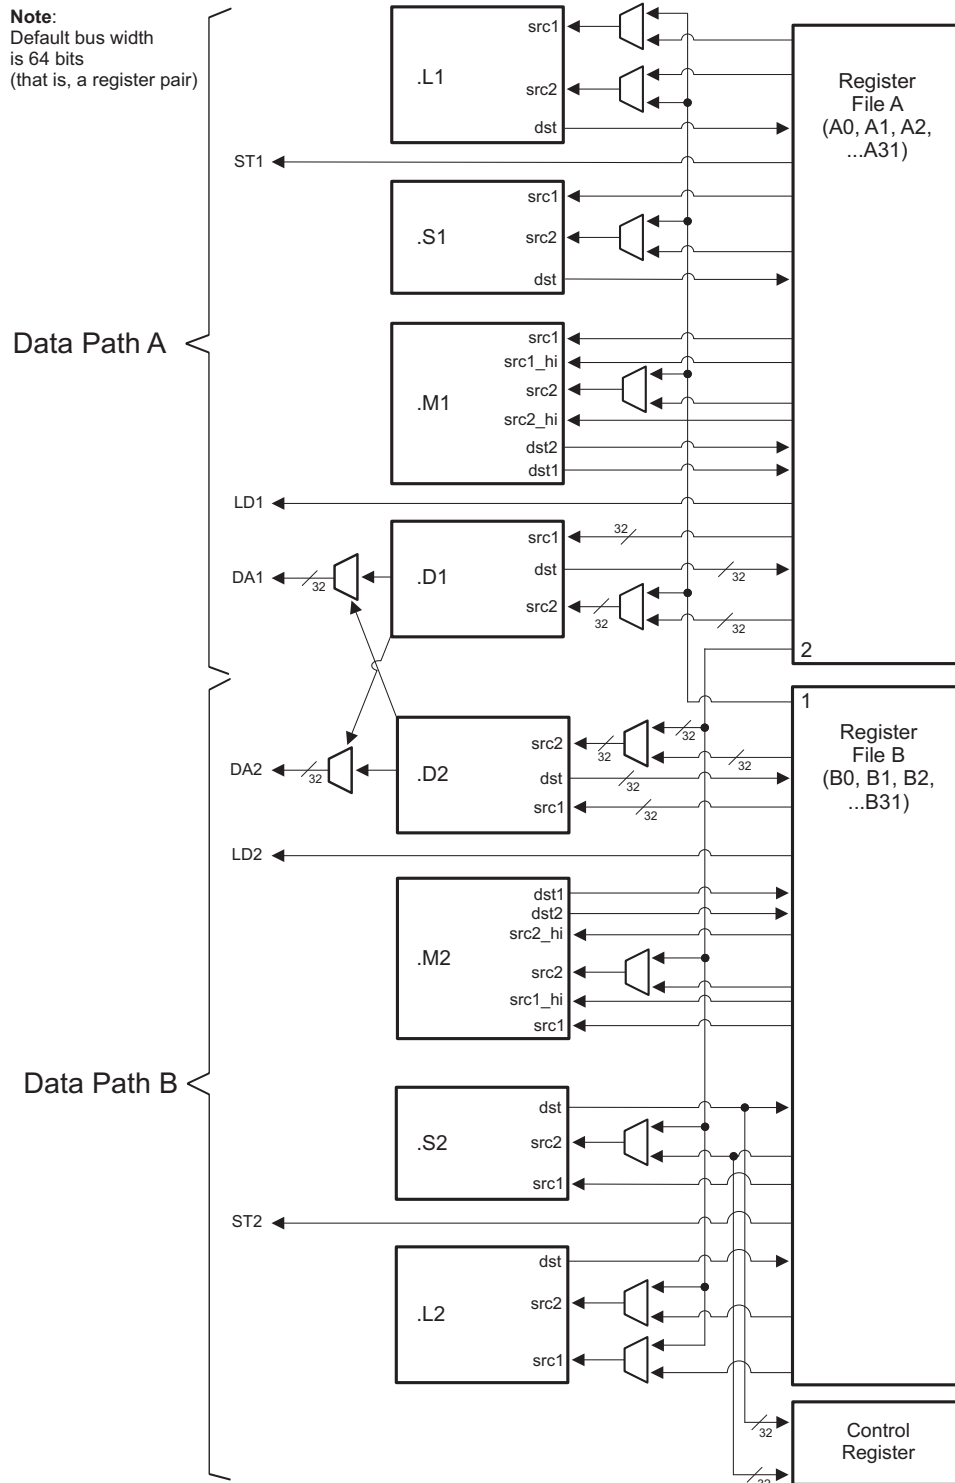 Note:
Default bus width
is 64 bits
(that is, a register pair)
src1
.L1
src2
dst
Register
File A
(A0, A1, A2,
...A31)
ST1
src1
.S1
src2
dst
Data Path A
src1
src1_hi
.M1
src2
src2_hi
dst2
dst1
LD1
32
src1
DA1
32
.D1
dst
32
src2
32
32
2
1
Register
File B
(B0, B1, B2,
...B31)
src2
32
32
32
DA2
32
.D2
dst
32
src1
32
LD2
dst1
dst2
src2_hi
.M2
src2
src1_hi
src1
Data Path B
dst
.S2
src2
src1
ST2
dst
.L2
src2
src1
32
Control
Register
32